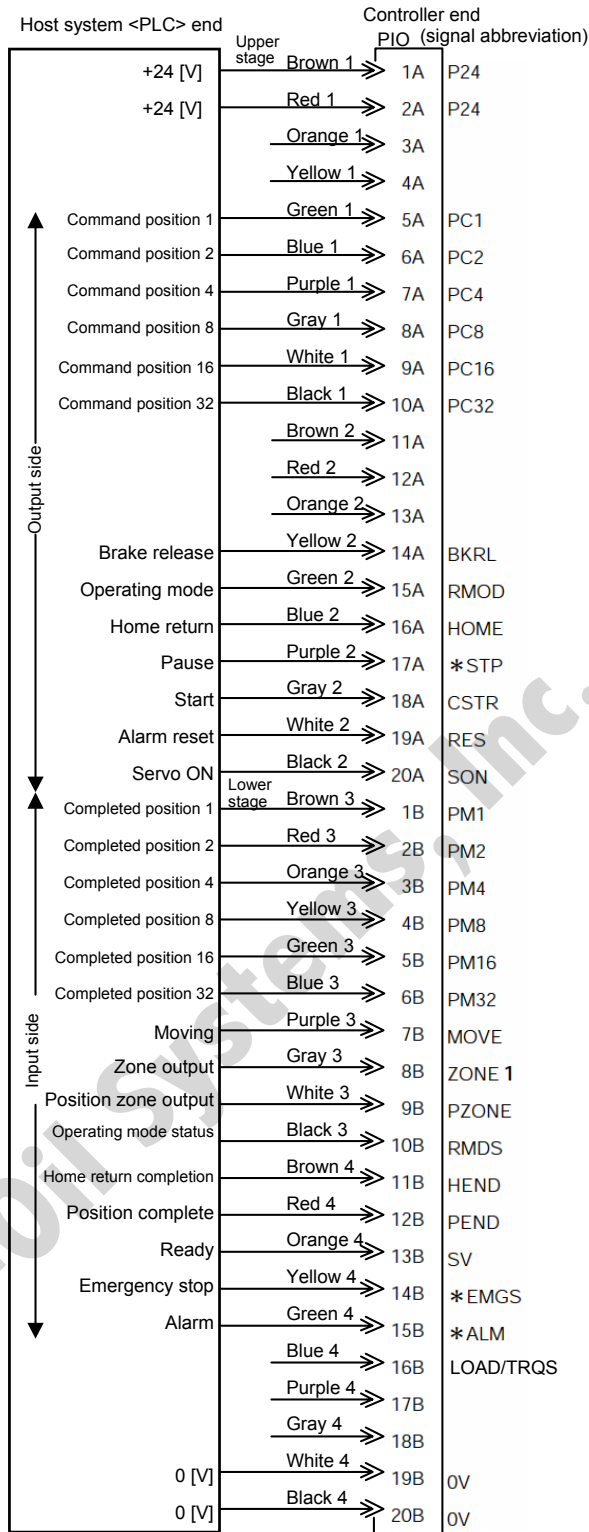 Host system <PLC> end
Controller end
PIO (signal abbreviation)
Upper stage
+24 [V] Brown 1 1A P24
+24 [V] Red 1 2A P24
Orange 1 3A
Yellow 1 4A
Command position 1 Green 1 5A PC1
Command position 2 Blue 1 6A PC2
Command position 4 Purple 1 7A PC4
Command position 8 Gray 1 8A PC8
Command position 16 White 1 9A PC16
Command position 32 Black 1 10A PC32
Brown 2 11A
Red 2 12A
Orange 2 13A
Output side
Brake release Yellow 2 14A BKRL
Operating mode Green 2 15A RMOD
Home return Blue 2 16A HOME
Pause Purple 2 17A *STP
Start Gray 2 18A CSTR
Alarm reset White 2 19A RES
Servo ON Black 2 20A SON
Lower stage
Completed position 1 Brown 3 1B PM1
Completed position 2 Red 3 2B PM2
Completed position 4 Orange 3 3B PM4
Completed position 8 Yellow 3 4B PM8
Completed position 16 Green 3 5B PM16
Completed position 32 Blue 3 6B PM32
Input side
Moving Purple 3 7B MOVE
Zone output Gray 3 8B ZONE 1
Position zone output White 3 9B PZONE
Operating mode status Black 3 10B RMDS
Home return completion Brown 4 11B HEND
Position complete Red 4 12B PEND
Ready Orange 4 13B SV
Emergency stop Yellow 4 14B *EMGS
Alarm Green 4 15B *ALM
Blue 4 16B LOAD/TRQS
Purple 4 17B
Gray 4 18B
0 [V] White 4 19B 0V
0 [V] Black 4 20B 0V
Oil Systems, Inc.